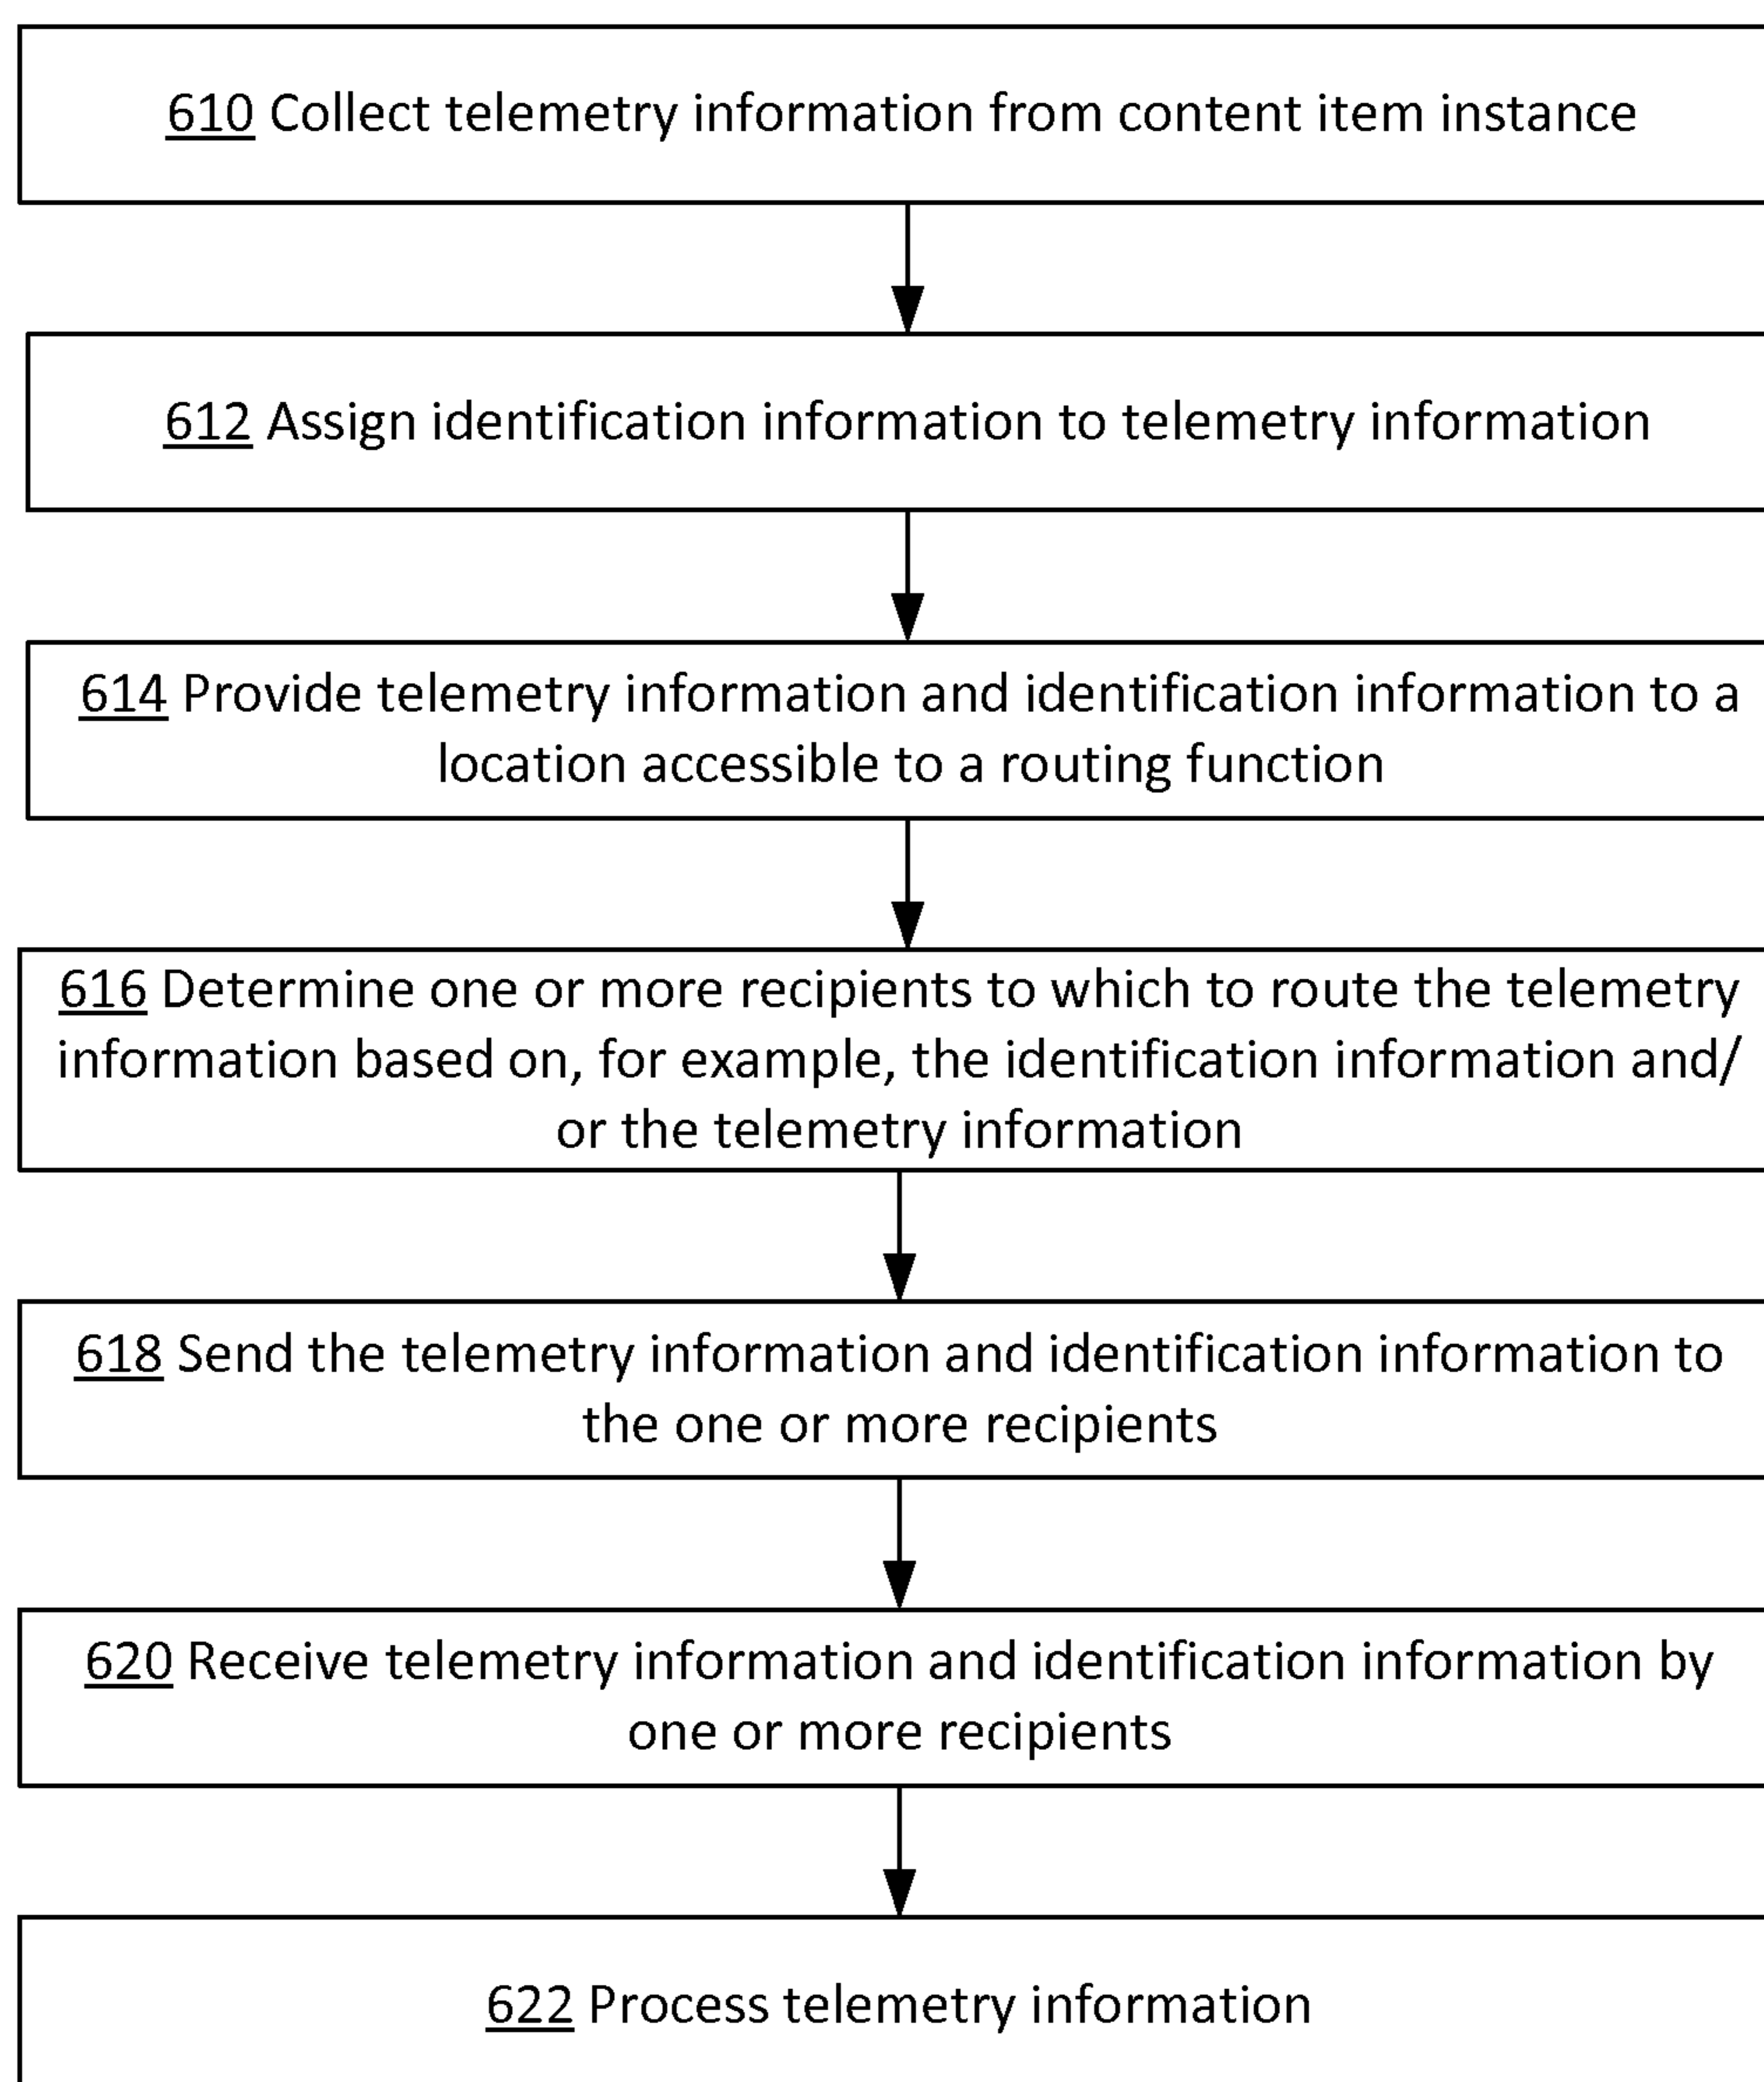 610 Collect telemetry information from content item instance
612 Assign identification information to telemetry information
614 Provide telemetry information and identification information to a
location accessible to a routing function
616 Determine one or more recipients to which to route the telemetry
information based on, for example, the identification information and/
or the telemetry information
618 Send the telemetry information and identification information to
the one or more recipients
620 Receive telemetry information and identification information by
one or more recipients
622 Process telemetry information